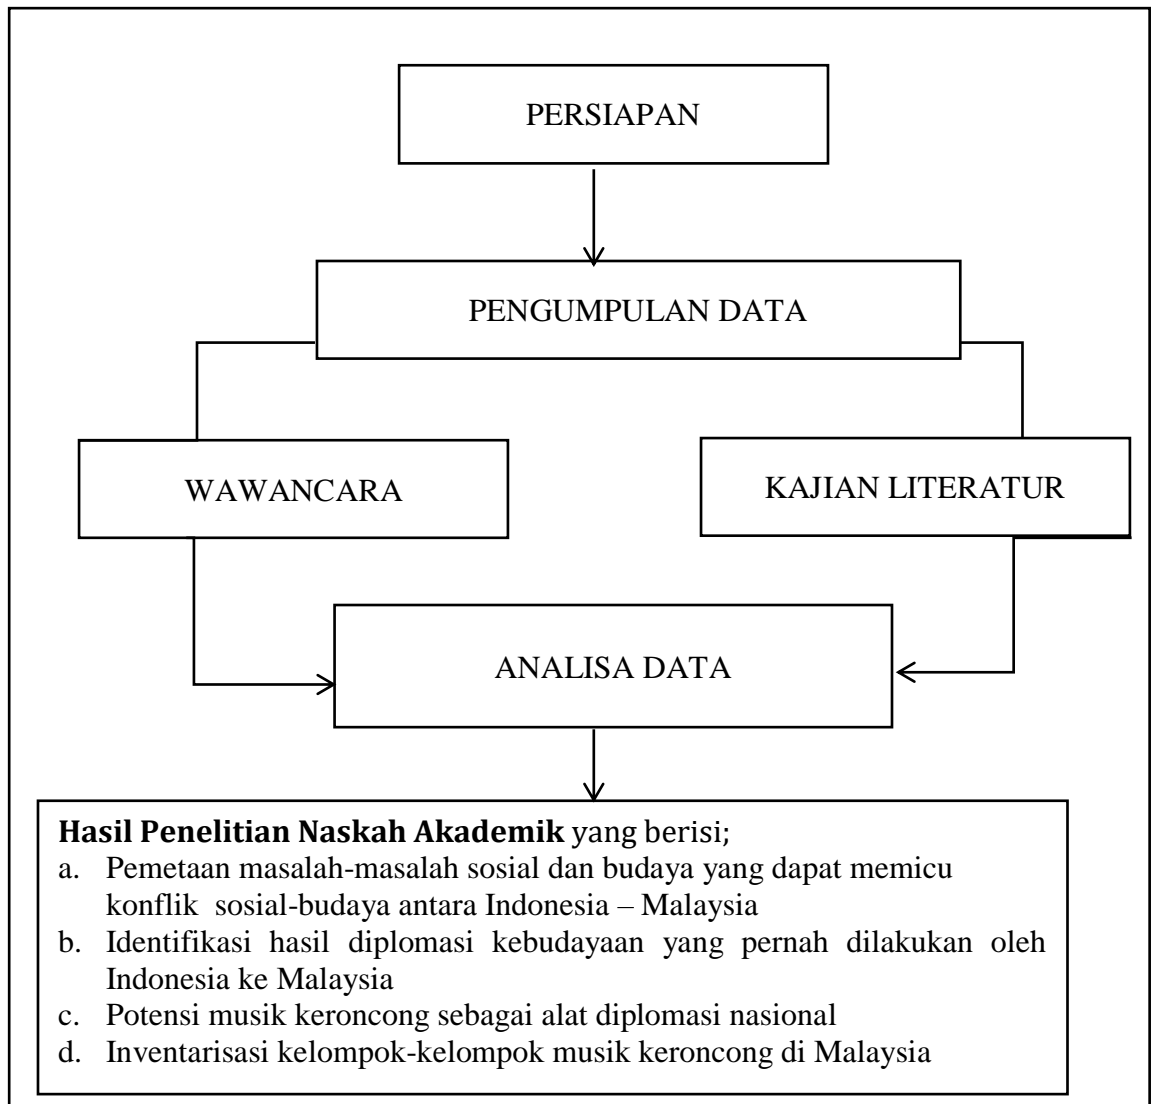 PERSIAPAN
PENGUMPULAN DATA
WAWANCARA
KAJIAN LITERATUR
ANALISA DATA
Hasil Penelitian Naskah Akademik yang berisi;
a. Pemetaan masalah-masalah sosial dan budaya yang dapat memicu
konflik sosial-budaya antara Indonesia – Malaysia
b. Identifikasi hasil diplomasi kebudayaan yang pernah dilakukan oleh
Indonesia ke Malaysia
c. Potensi musik keroncong sebagai alat diplomasi nasional
d. Inventarisasi kelompok-kelompok musik keroncong di Malaysia